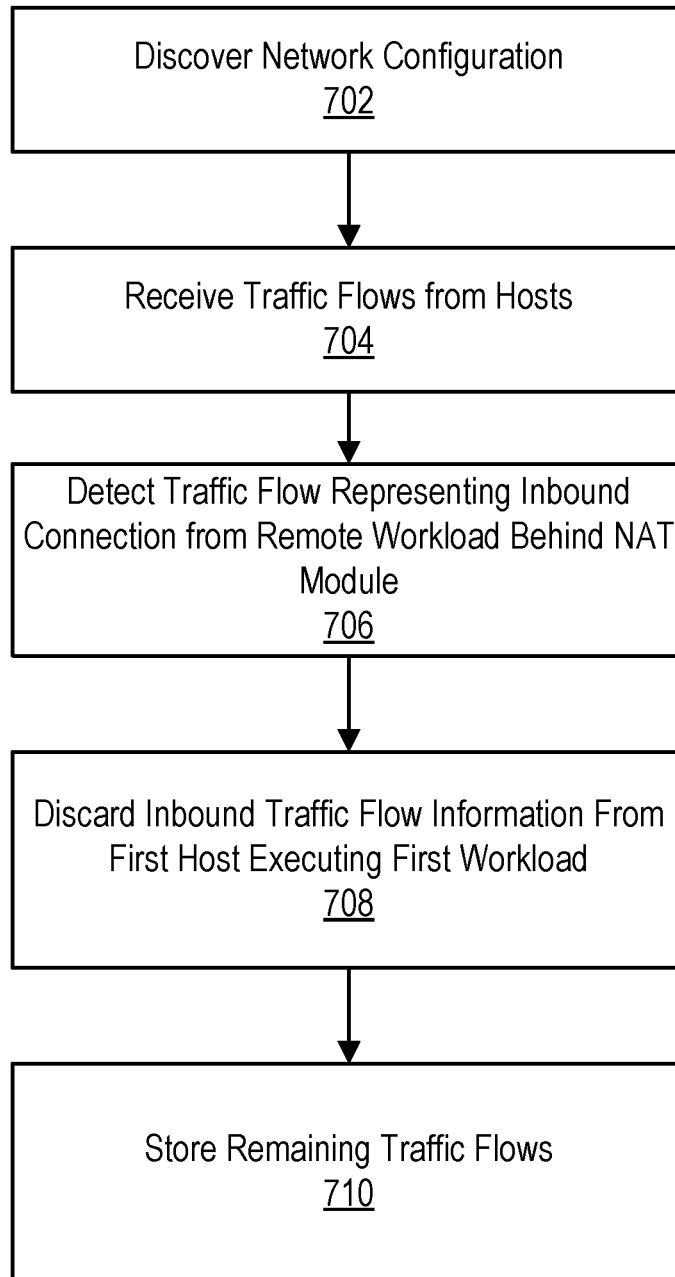 Discover Network Configuration
702
Receive Traffic Flows from Hosts
704
Detect Traffic Flow Representing Inbound
Connection from Remote Workload Behind NAT
Module
706
Discard Inbound Traffic Flow Information From
First Host Executing First Workload
708
Store Remaining Traffic Flows
710